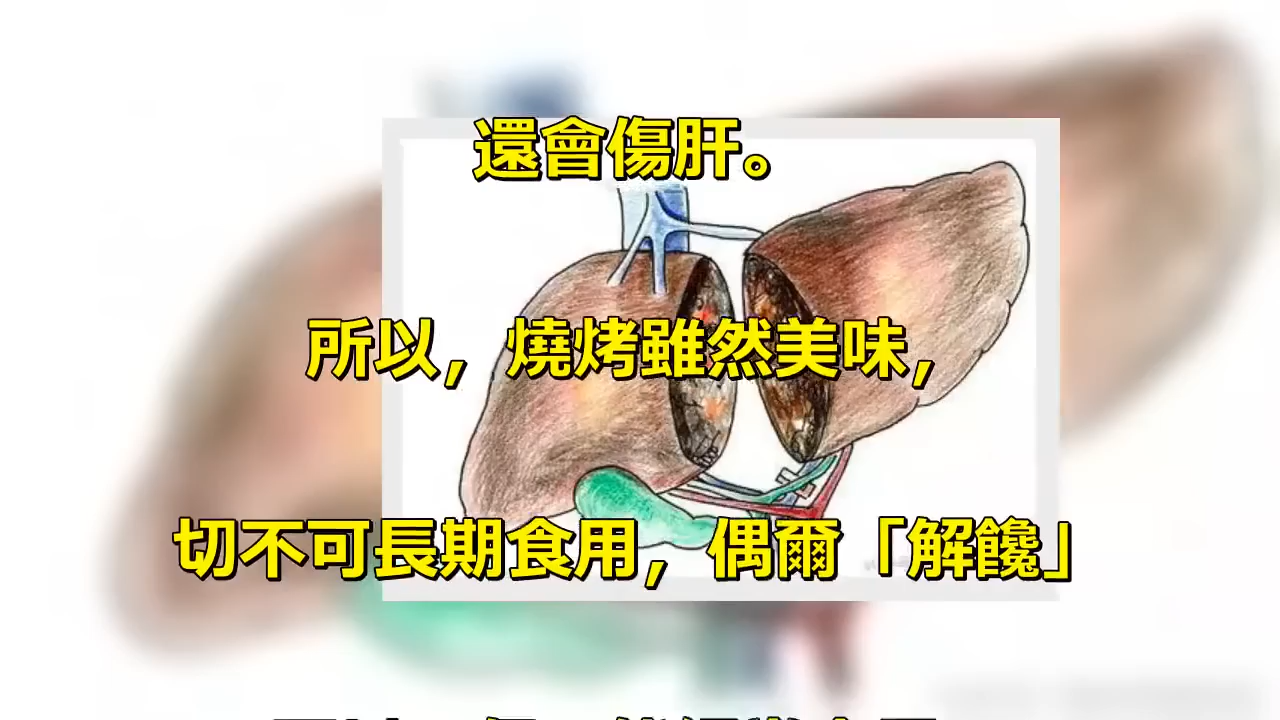 還會傷肝。
所以，燒烤雖然美味，
切不可長期食用，偶爾「解饞」